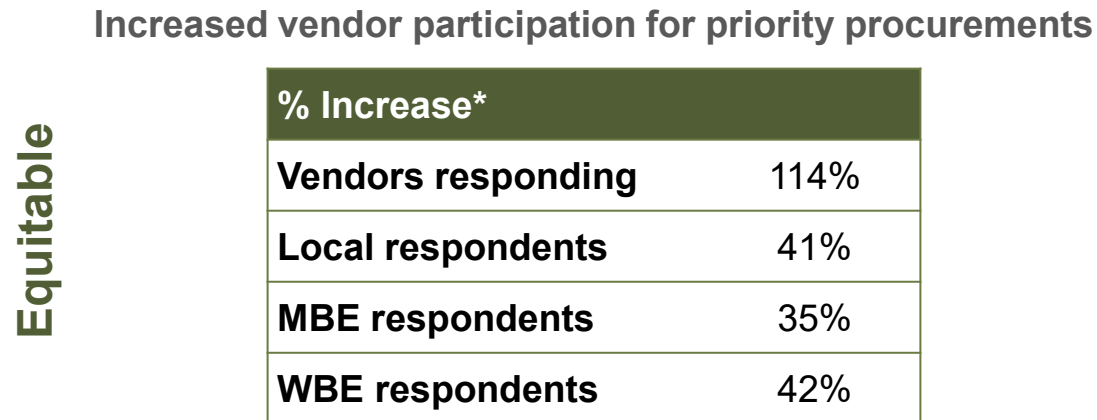 Increased vendor participation for priority procurements
Equitable
% Increase*
Vendors responding 114%
Local respondents 41%
MBE respondents 35%
WBE respondents 42%